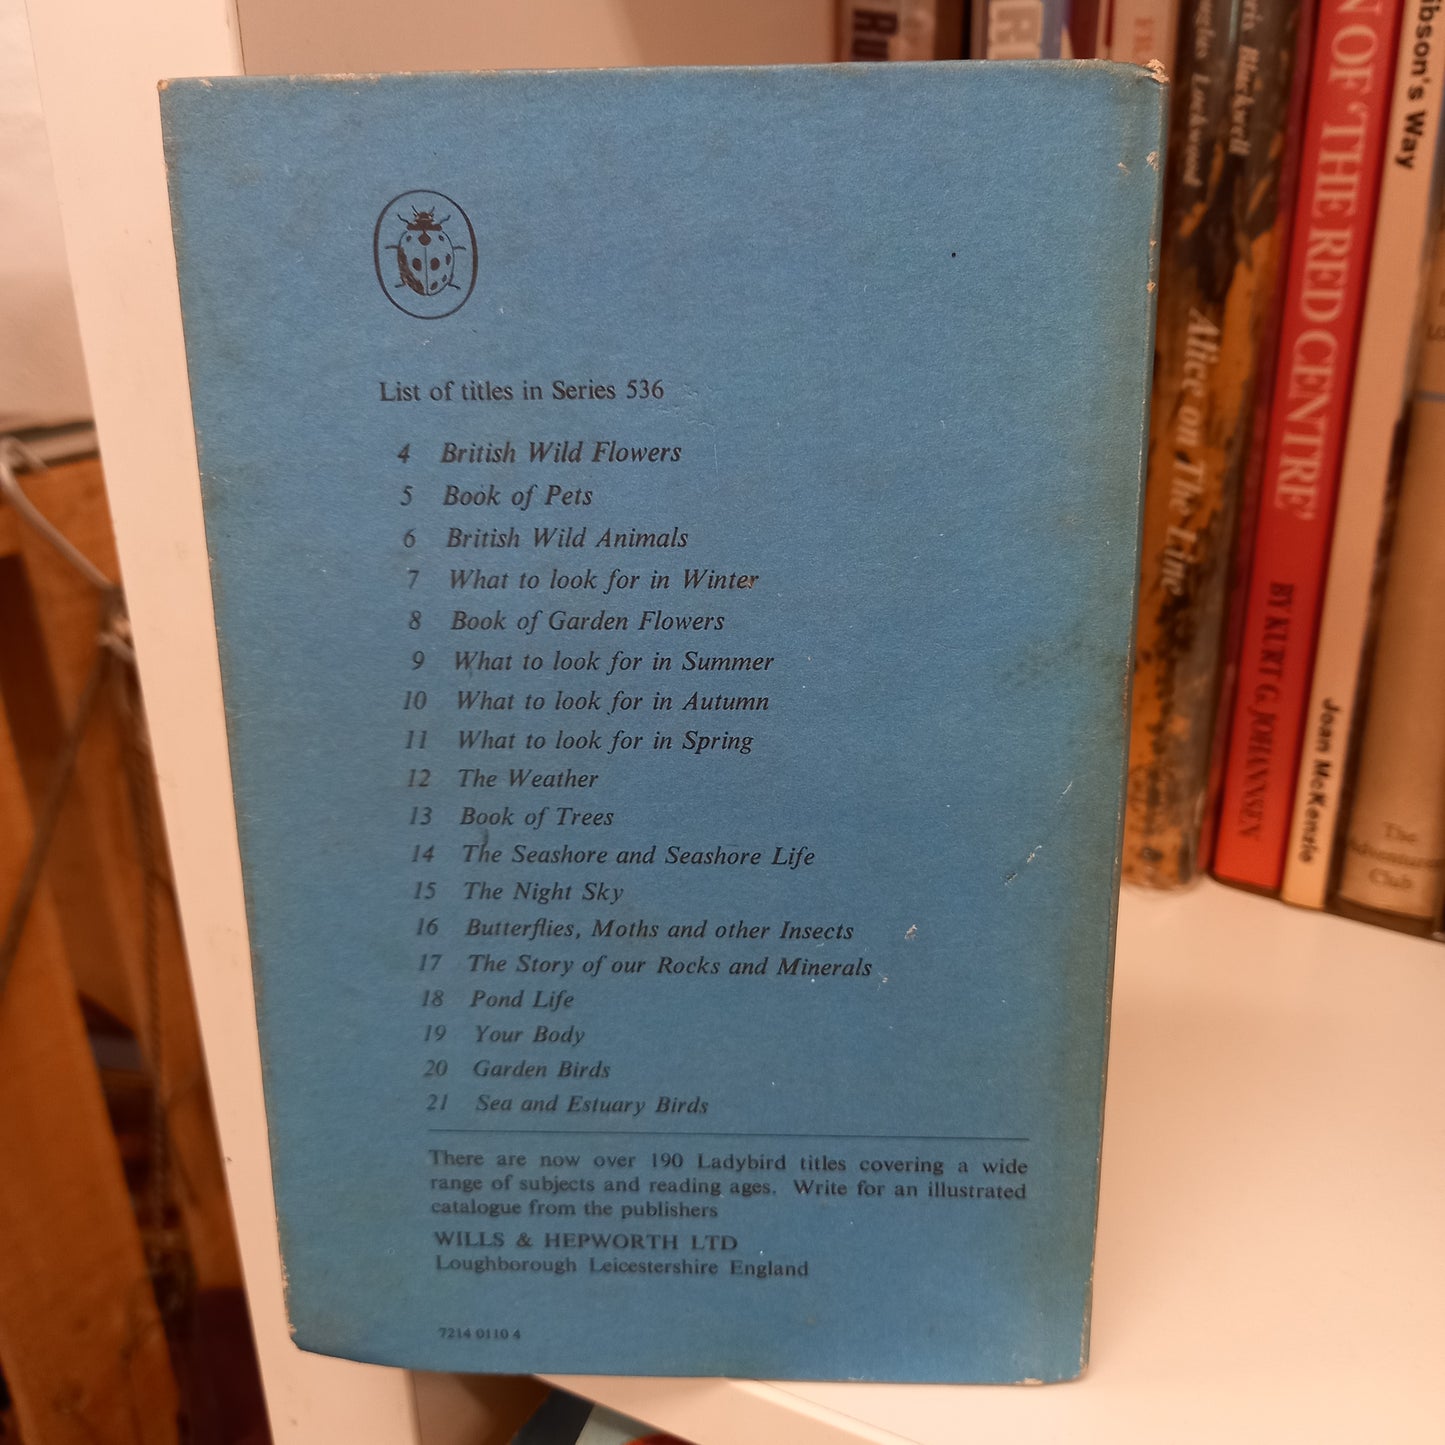 List of titles in Series 536
4 British Wild Flowers
5 Book of Pets
6 British Wild Animals
7 What to look for in Winter
8 Book of Garden Flowers
9 What to look for in Summer
10 What to look for in Autumn
11 What to look for in Spring
12 The Weather
13 Book of Trees
14 The Seashore and Seashore Life
15 The Night Sky
16 Butterflies, Moths and other Insects
17 The Story of our Rocks and Minerals
18 Pond Life
19 Your Body
20 Garden Birds
21 Sea and Estuary Birds
There are now over 190 Ladybird titles covering a wide
range of subjects and reading ages. Write for an illustrated
catalogue from the publishers
WILLS & HEPWORTH LTD
Loughborough Leicestershire England
7214 0110 4
Blackwell
Lockwood
Alice on The Line
N OF 'THE RED CENTRE'
BY KURT G. JOHANNSEN
ibson's Way
Joan McKenzie
The
Adventurers
Club